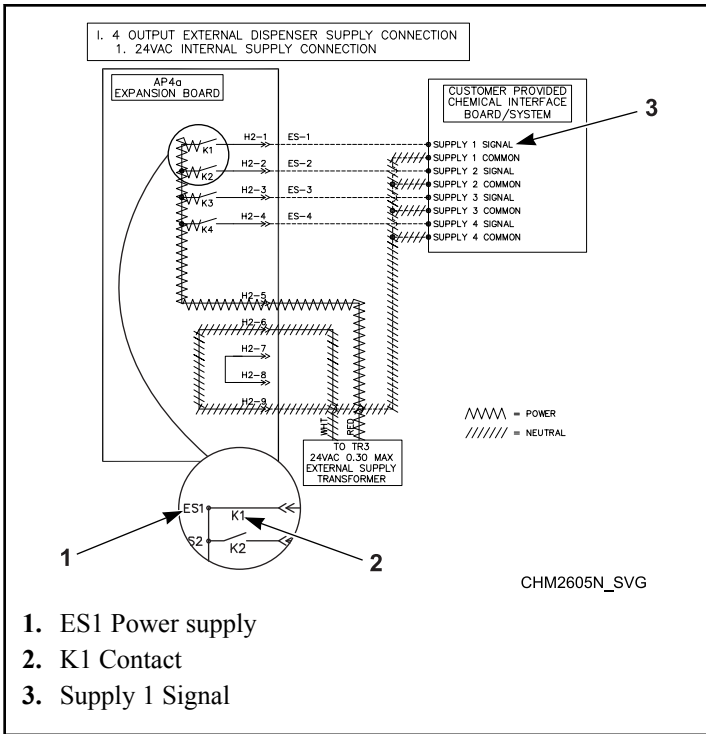 I. 4 OUTPUT EXTERNAL DISPENSER SUPPLY CONNECTION
1. 24VAC INTERNAL SUPPLY CONNECTION
AP4a
EXPANSION BOARD
CUSTOMER PROVIDED
CHEMICAL INTERFACE
BOARD/SYSTEM
3
K1
H2-1
ES-1
SUPPLY 1 SIGNAL
SUPPLY 1 COMMON
K2
H2-2
ES-2
SUPPLY 2 SIGNAL
SUPPLY 2 COMMON
K3
H2-3
ES-3
SUPPLY 3 SIGNAL
SUPPLY 3 COMMON
K4
H2-4
ES-4
SUPPLY 4 SIGNAL
SUPPLY 4 COMMON
H2-5
H2-6
H2-7
H2-8
H2-9
= POWER
= NEUTRAL
WHT
RED
TO TR3
24VAC 0.30 MAX
EXTERNAL SUPPLY
TRANSFORMER
ES1
K1
S2
K2
1
2
CHM2605N_SVG
1. ES1 Power supply
2. K1 Contact
3. Supply 1 Signal